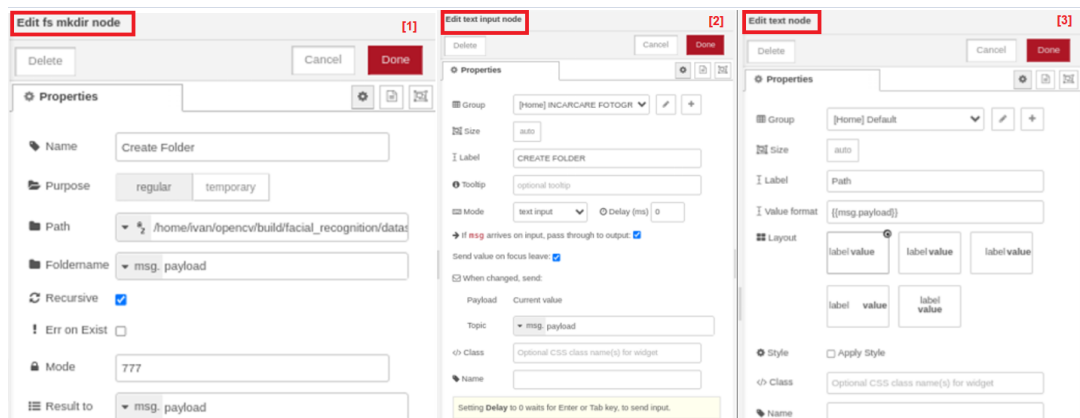 Edit fs mkdir node
[1]
Delete
Cancel
Done
Properties
Name
Create Folder
Purpose
regular
temporary
Path
/home/ivan/opencv/build/facial_recognition/datas
Foldername
msg. payload
Recursive
Err on Exist
Mode
777
Result to
msg. payload
Edit text input node
[2]
Delete
Cancel
Done
Properties
Group
[Home] INCARCARE FOTOGR
Size
auto
Label
CREATE FOLDER
Tooltip
optional tooltip
Mode
text input
Delay (ms)
0
If msg arrives on input, pass through to output:
Send value on focus leave:
When changed, send:
Payload
Current value
Topic
msg. payload
</> Class
Optional CSS class name(s) for widget
Name
Setting Delay to 0 waits for Enter or Tab key, to send input.
Edit text node
[3]
Delete
Cancel
Done
Properties
Group
[Home] Default
Size
auto
Label
Path
Value format
{{msg.payload}}
Layout
label value
label value
label value
label value
label
value
Style
Apply Style
</> Class
Optional CSS class name(s) for widget
Name